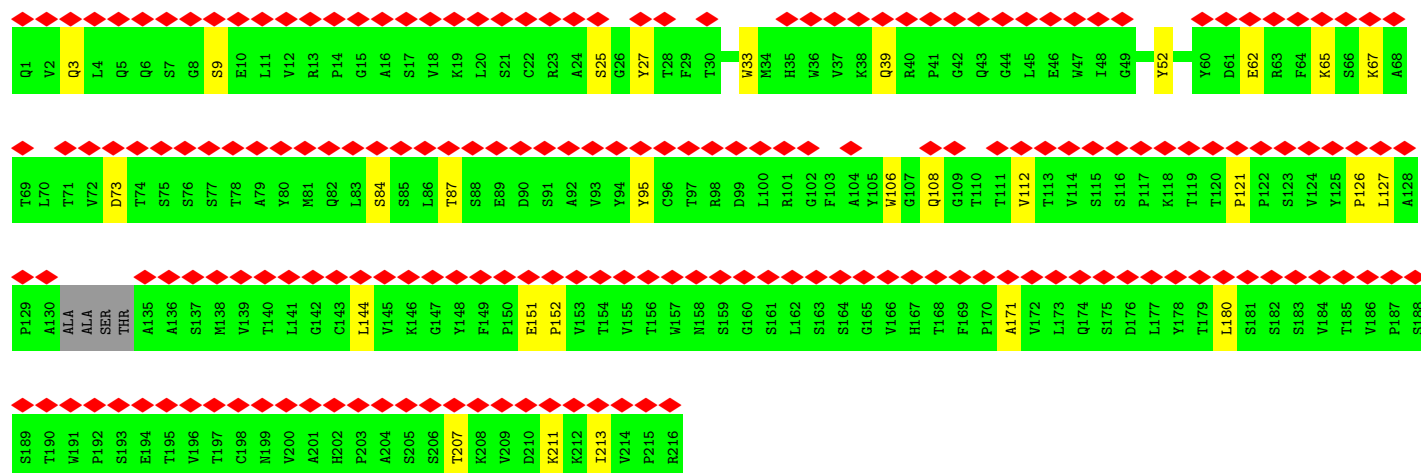 Q1 V2 Q3 L4 Q5 Q6 S7 G8 S9 E10 L11 V12 R13 P14 G15 A16 S17 V18 K19 L20 S21 C22 R23 A24 S25 G26 Y27 T28 F29 T30 W33 M34 H35 W36 V37 K38 Q39 R40 P41 G42 Q43 G44 L45 E46 W47 I48 G49 Y52 Y60 D61 E62 R63 F64 K65 S66 K67 A68
T69 L70 T71 V72 D73 T74 S75 S76 S77 T78 A79 Y80 M81 Q82 L83 S84 S85 L86 T87 S88 E89 D90 S91 A92 V93 Y94 Y95 C96 T97 R98 D99 L100 R101 G102 F103 A104 Y105 W106 G107 Q108 G109 T110 T111 V112 T113 V114 S115 S116 P117 K118 T119 T120 P121 P122 S123 V124 Y125 P126 L127 A128
P129 A130 ALA ALA SER THR A135 A136 S137 M138 V139 T140 L141 G142 C143 L144 V145 K146 G147 Y148 F149 P150 E151 P152 V153 T154 V155 T156 W157 N158 S159 G160 S161 L162 S163 S164 G165 V166 H167 T168 F169 P170 A171 V172 L173 Q174 S175 D176 L177 Y178 T179 L180 S181 S182 S183 V184 T185 V186 P187 S188
S189 T190 W191 P192 S193 E194 T195 V196 T197 C198 N199 V200 A201 H202 P203 A204 S205 S206 T207 K208 V209 D210 K211 K212 I213 V214 P215 R216